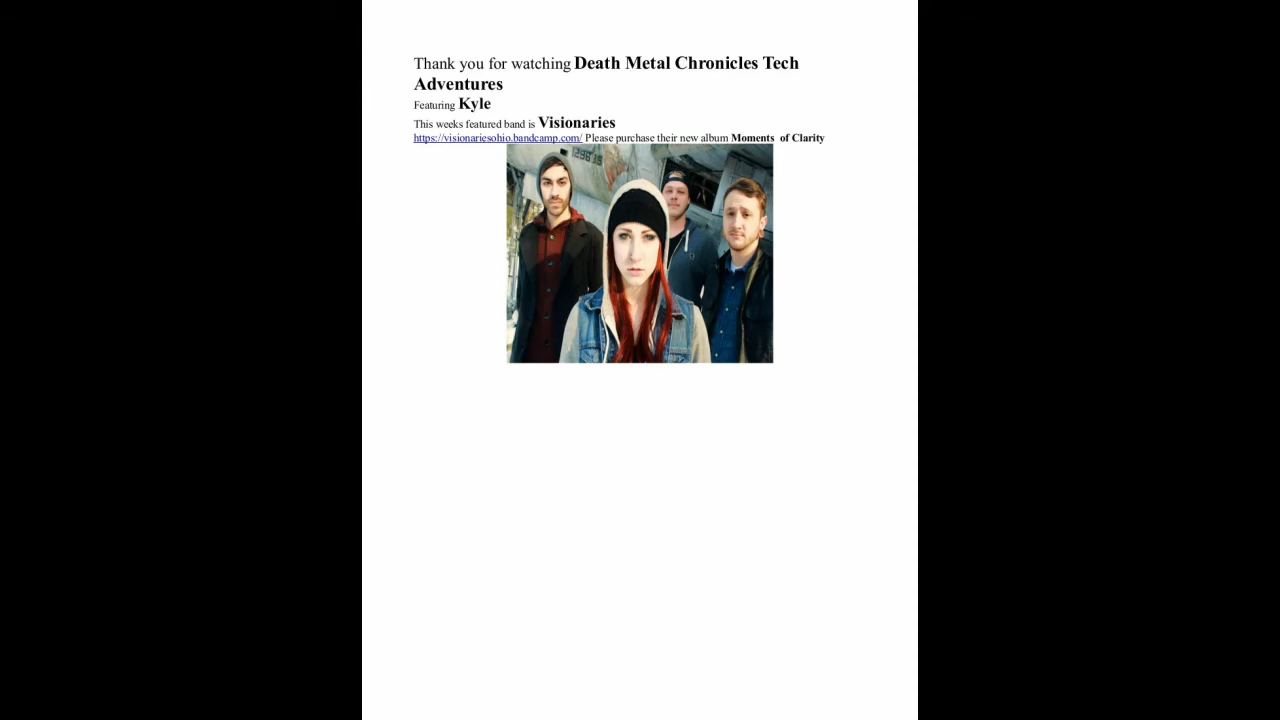 Thank you for watching Death Metal Chronicles Tech
Adventures
Featuring Kyle
This weeks featured band is Visionaries
https://visionariesohio.bandcamp.com/ Please purchase their new album Moments of Clarity